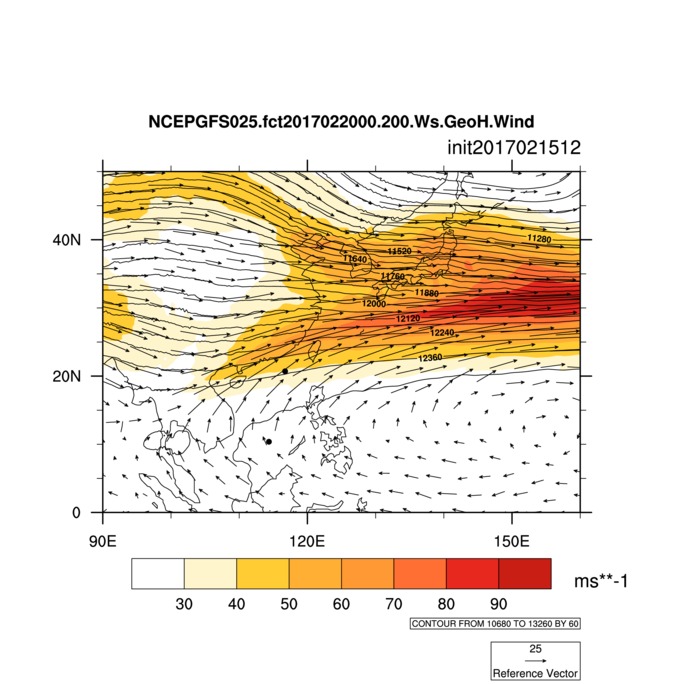 NCEPGFS025.fct2017022000.200.Ws.GeoH.Wind
init2017021512
40N
20N
0
11280
11520
11640
11760
11880
12000
12120
12240
12360
90E 120E 150E
ms**-1
30 40 50 60 70 80 90
CONTOUR FROM 10680 TO 13260 BY 60
25
Reference Vector